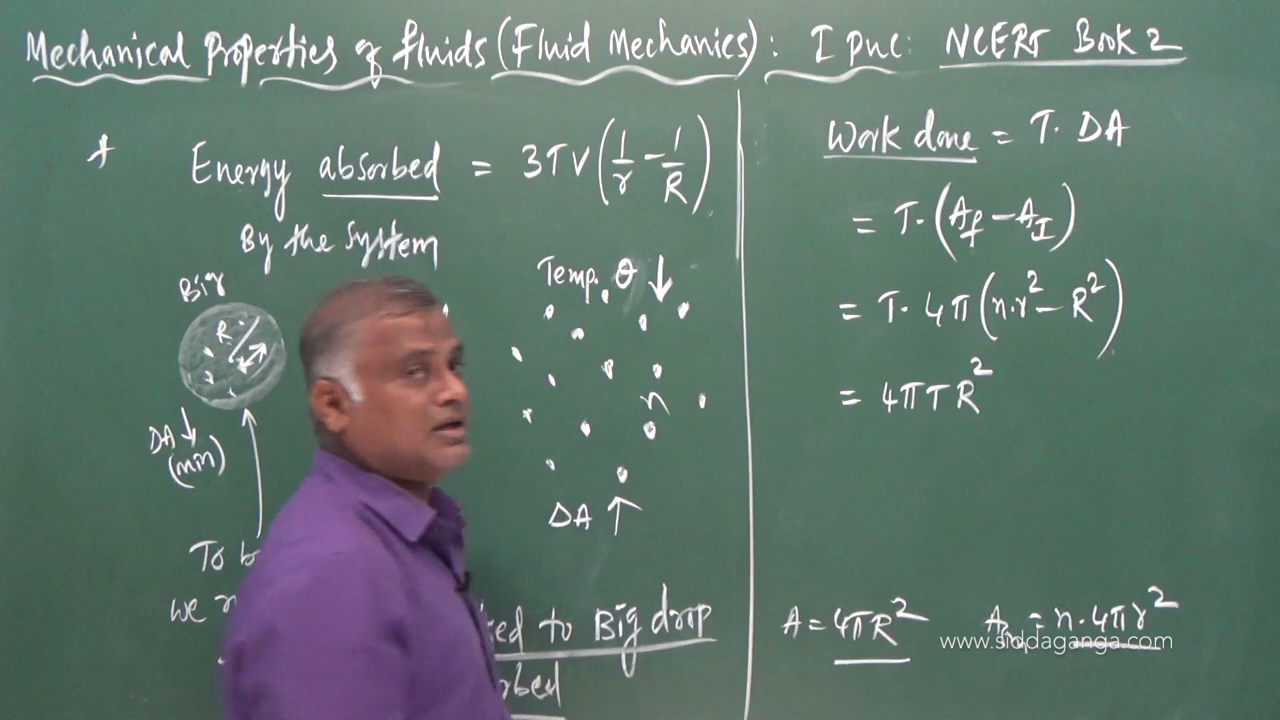 Mechanical Properties of fluids (Fluid Mechanics) : I puc : NCERT Book 2
* Energy absorbed = 3TV(1/r - 1/R)
By the system
Big
R
DA ↓
(min)
To b
we
Temp. θ ↓
n
DA ↑
ed to Big drop
rbed
Work done = T. DA
= T. (Af - AI)
= T. 4π(n.r² - R²)
= 4πTR²
A = 4πR²
= n.4πr²
www.siddaganga.com